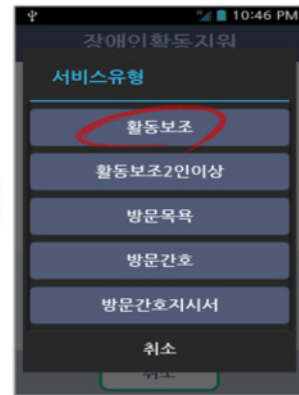 10:46 PM
장애인활동지원
서비스유형
활동보조
활동보조2인이상
방문목욕
방문간호
방문간호지시서
취소
취소